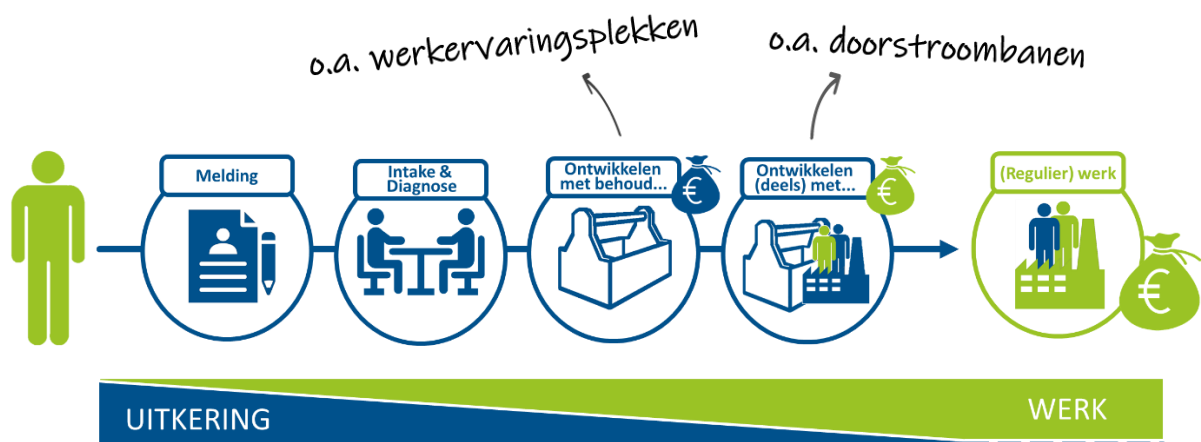 o.a. werkervaringsplekken
o.a. doorstroombanen
Melding
Intake &
Diagnose
Ontwikkelen
met behoud...
€
Ontwikkelen
(deels) met...
€
(Regulier) werk
€
UITKERING
WERK